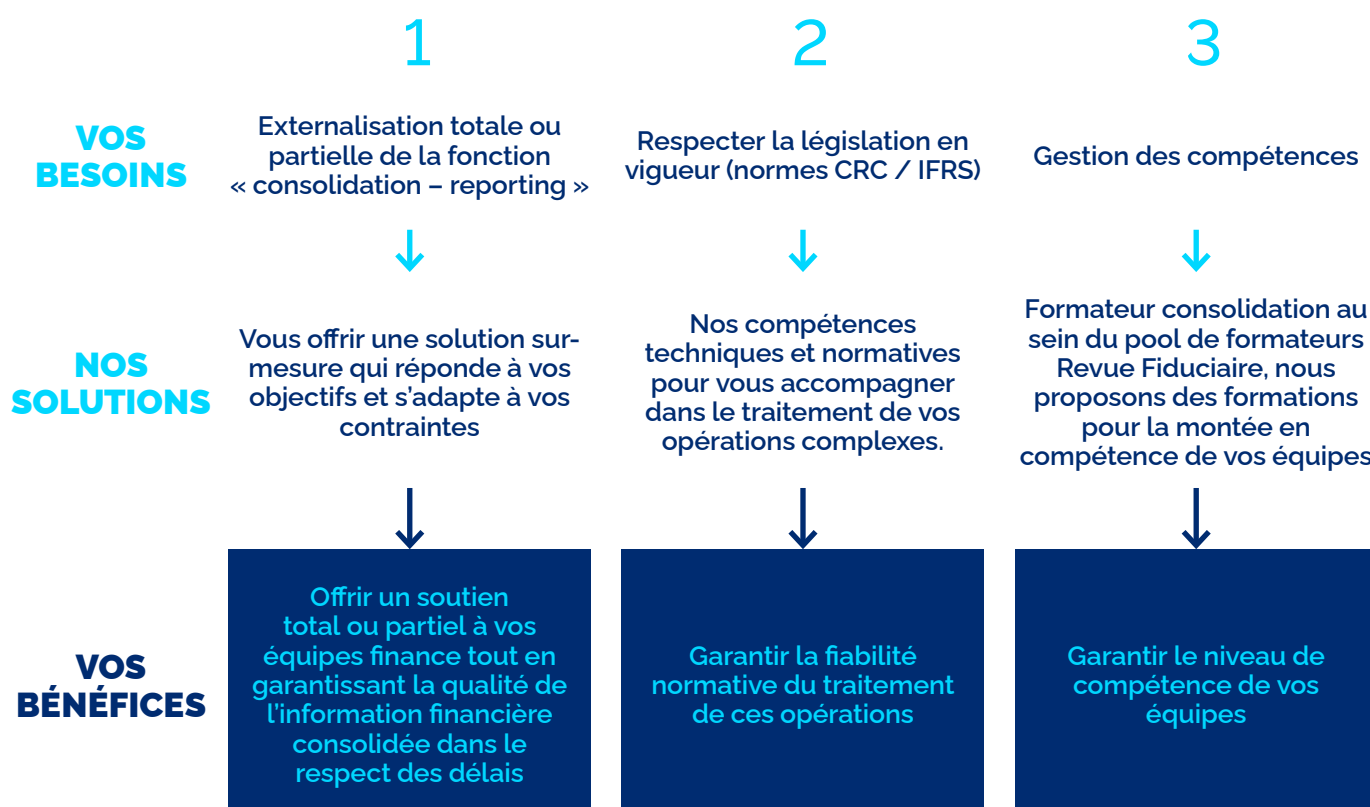 1
2
3
VOS
BESOINS
Externalisation totale ou
partielle de la fonction
« consolidation – reporting »
Respecter la législation en
vigueur (normes CRC / IFRS)
Gestion des compétences
NOS
SOLUTIONS
Vous offrir une solution sur-
mesure qui réponde à vos
objectifs et s’adapte à vos
contraintes
Nos compétences
techniques et normatives
pour vous accompagner
dans le traitement de vos
opérations complexes.
Formateur consolidation au
sein du pool de formateurs
Revue Fiduciaire, nous
proposons des formations
pour la montée en
compétence de vos équipes
VOS
BÉNÉFICES
Offrir un soutien
total ou partiel à vos
équipes finance tout en
garantissant la qualité de
l’information financière
consolidée dans le
respect des délais
Garantir la fiabilité
normative du traitement
de ces opérations
Garantir le niveau de
compétence de vos
équipes